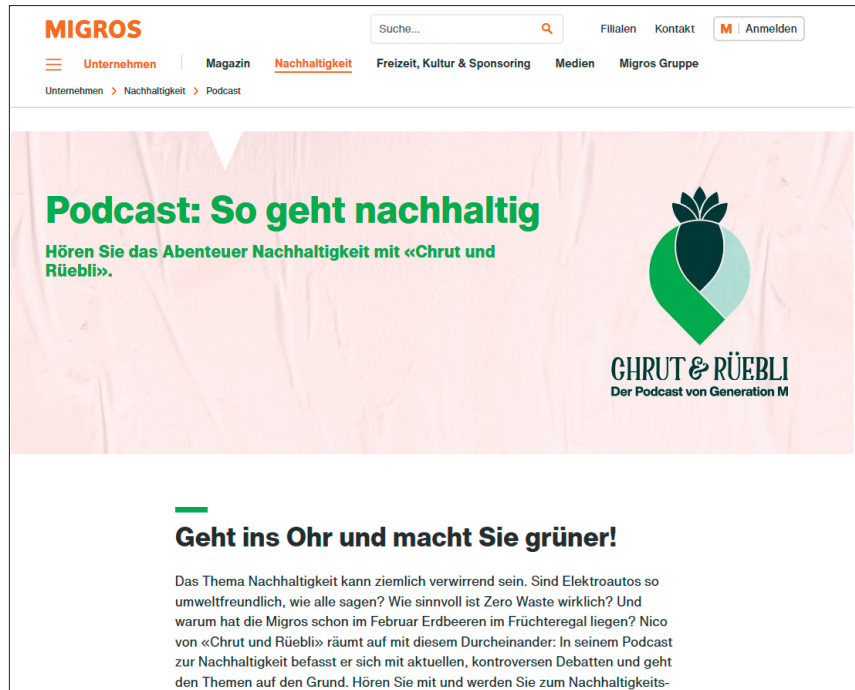 MIGROS
Suche...
Filialen Kontakt M | Anmelden
Unternehmen Magazin Nachhaltigkeit Freizeit, Kultur & Sponsoring Medien Migros Gruppe
Unternehmen > Nachhaltigkeit > Podcast
Podcast: So geht nachhaltig
Hören Sie das Abenteuer Nachhaltigkeit mit «Chrut und
Rüebli».
CHRUT & RÜEBLI
Der Podcast von Generation M
Geht ins Ohr und macht Sie grüner!
Das Thema Nachhaltigkeit kann ziemlich verwirrend sein. Sind Elektroautos so
umweltfreundlich, wie alle sagen? Wie sinnvoll ist Zero Waste wirklich? Und
warum hat die Migros schon im Februar Erdbeeren im Früchteregal liegen? Nico
von «Chrut und Rüebli» räumt auf mit diesem Durcheinander: In seinem Podcast
zur Nachhaltigkeit befasst er sich mit aktuellen, kontroversen Debatten und geht
den Themen auf den Grund. Hören Sie mit und werden Sie zum Nachhaltigkeits-